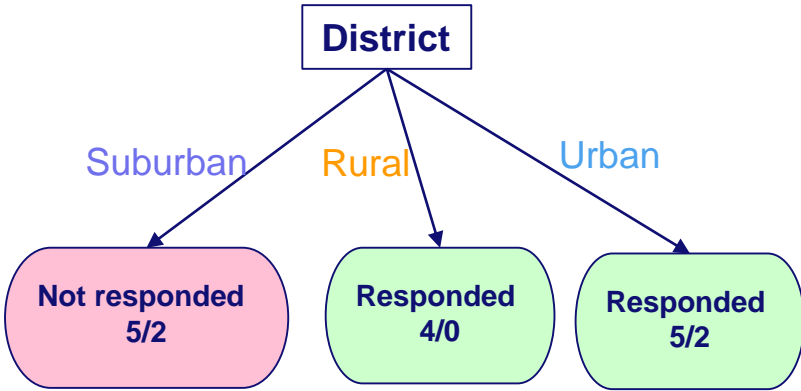 District
Suburban
Rural
Urban
Not responded
5/2
Responded
4/0
Responded
5/2